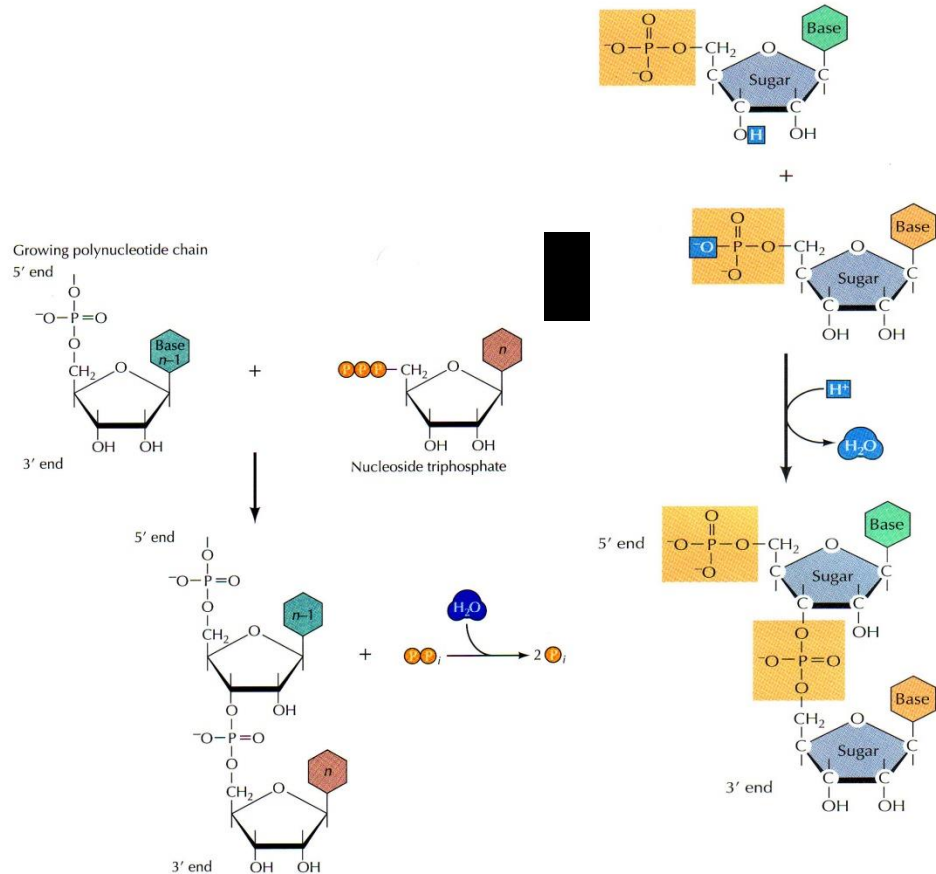 Growing polynucleotide chain
5′ end
O
⁻O–P=O
O
CH₂
O
Base
n–1
OH OH
3′ end
+
P P P –CH₂
O
n
OH OH
Nucleoside triphosphate
5′ end
O
⁻O–P=O
O
CH₂
O
n–1
O OH
⁻O–P=O
O
CH₂
O
n
OH OH
3′ end
+
H₂O
P P i
2 P i
O
⁻O–P–O–CH₂
⁻O
O
Base
C C
Sugar
C C
OH OH
+
O
⁻O–P–O–CH₂
⁻O
O
Base
C C
Sugar
C C
OH OH
H⁺
H₂O
5′ end
O
⁻O–P–O–CH₂
⁻O
O
Base
C C
Sugar
C C
O OH
⁻O–P=O
O
CH₂
O
Base
C C
Sugar
C C
OH OH
3′ end